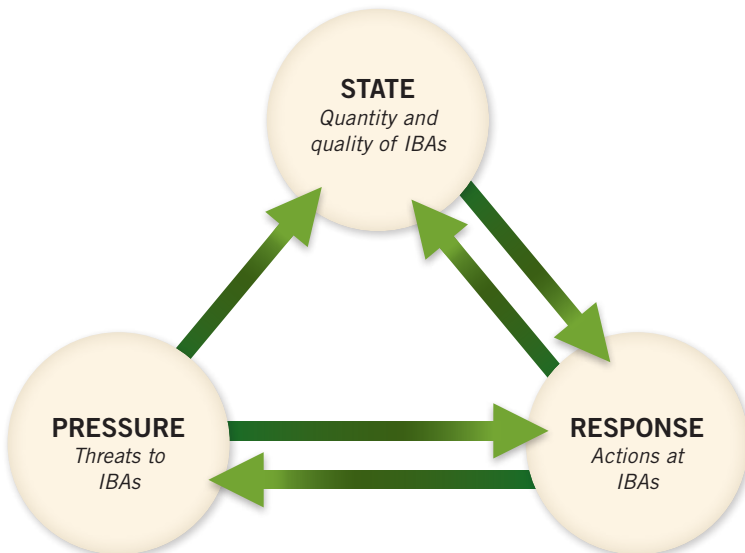 STATE
Quantity and
quality of IBAs
PRESSURE
Threats to
IBAs
RESPONSE
Actions at
IBAs